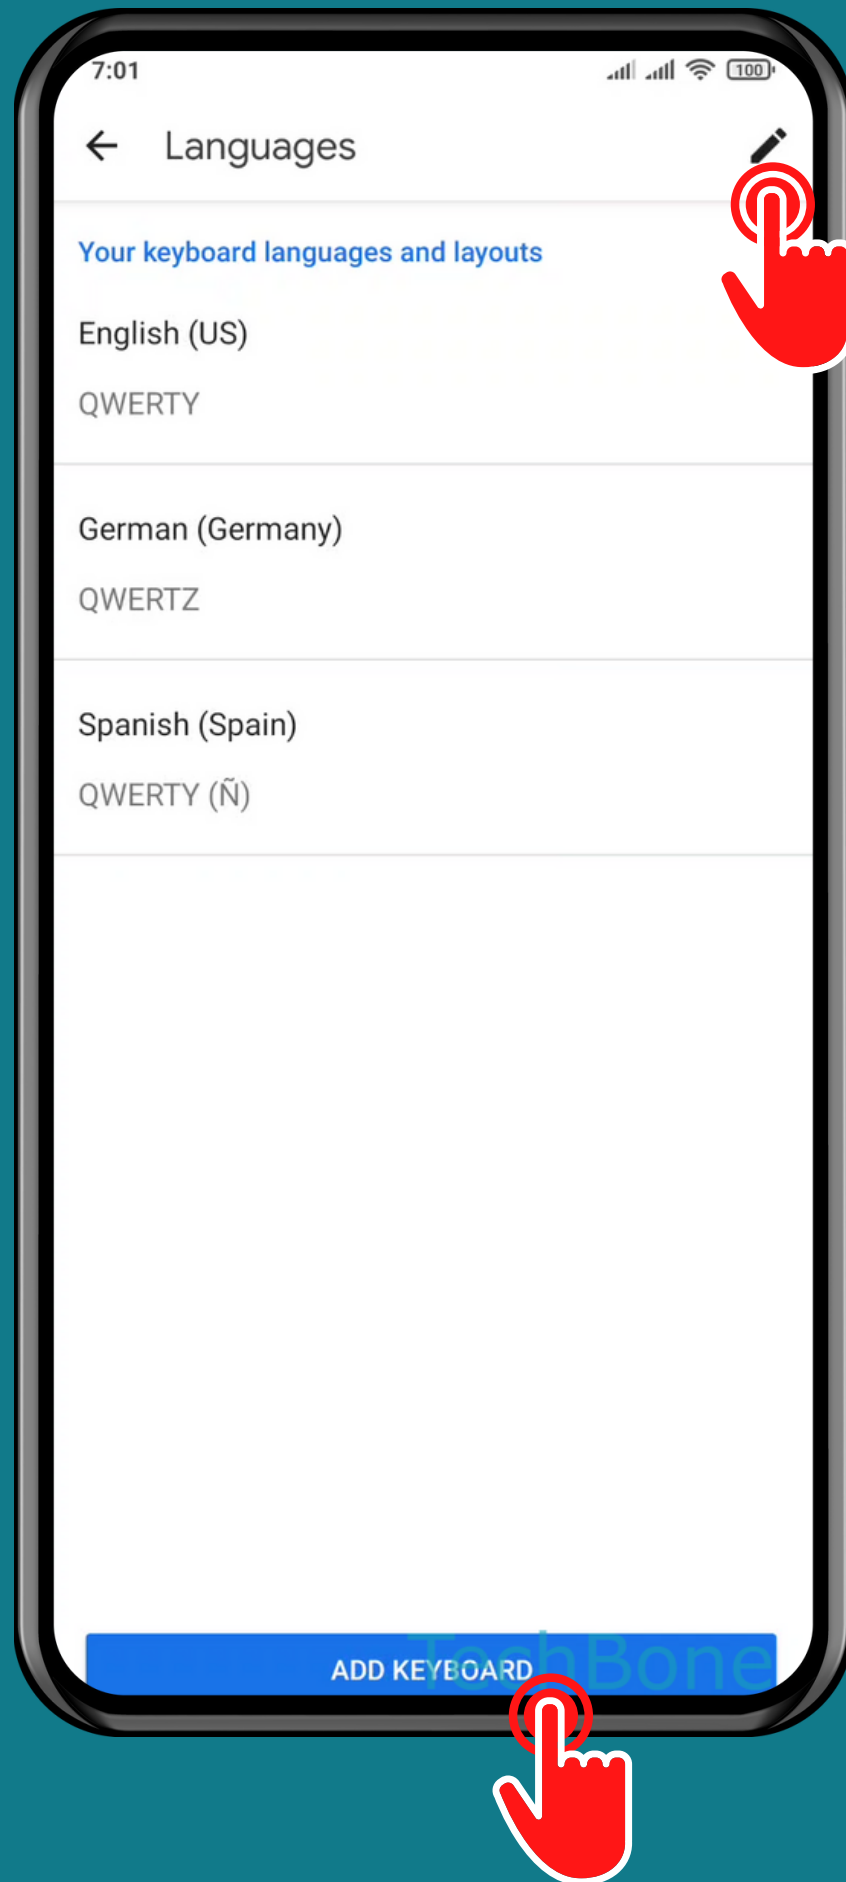 7:01
100
Languages
Your keyboard languages and layouts
English (US)
QWERTY
German (Germany)
QWERTZ
Spanish (Spain)
QWERTY (Ñ)
ADD KEYBOARD
TechBone